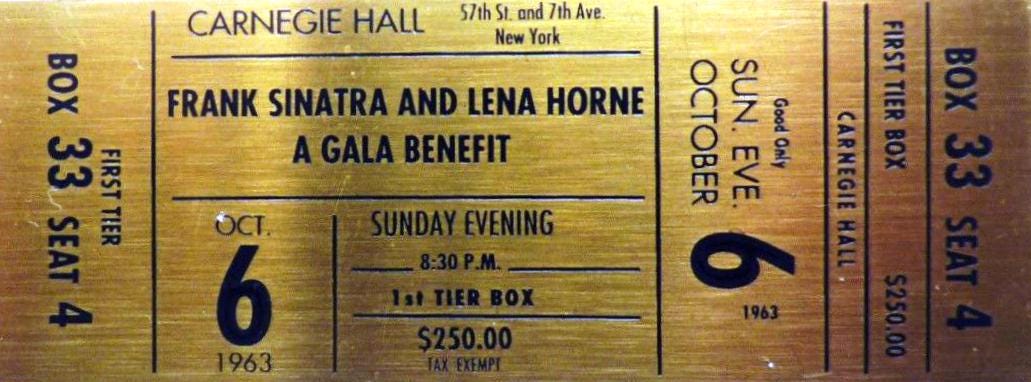 BOX 33 SEAT 4
FIRST TIER
CARNEGIE HALL
57th St. and 7th Ave.
New York
FRANK SINATRA AND LENA HORNE
A GALA BENEFIT
OCT.
6
1963
SUNDAY EVENING
8:30 P.M.
1st TIER BOX
$250.00
TAX EXEMPT
Good Only
SUN. EVE.
OCTOBER
6
1963
CARNEGIE HALL
FIRST TIER BOX $250.00
BOX 33 SEAT 4